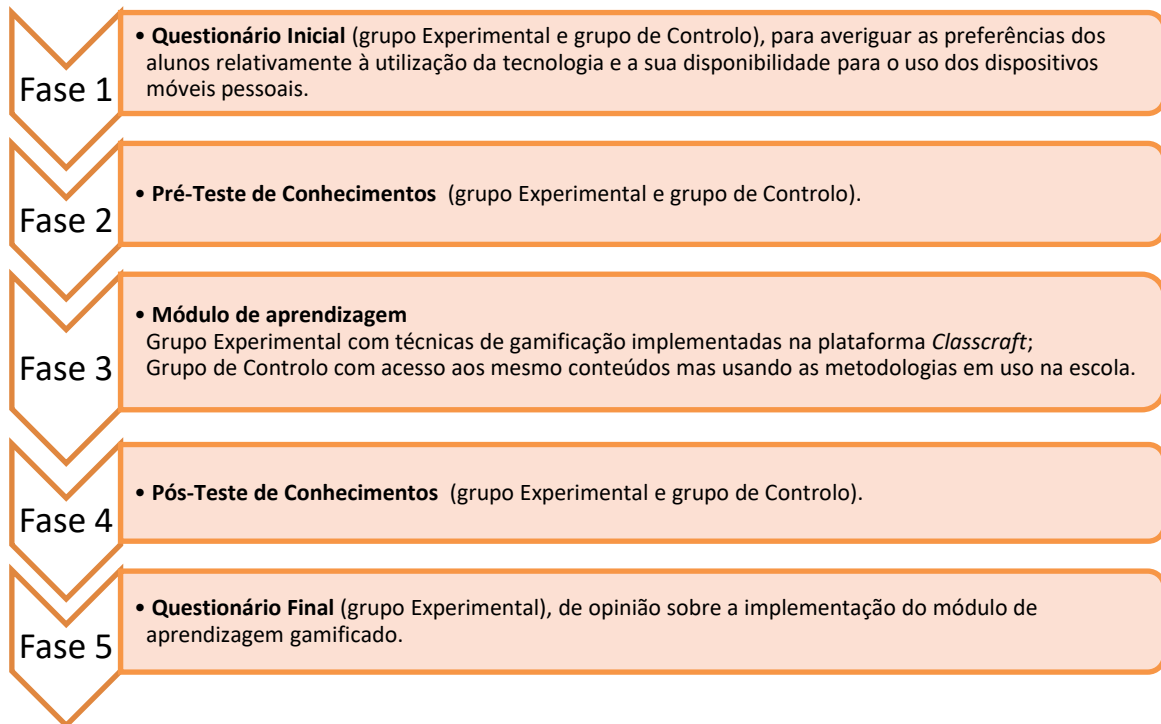 Fase 1
• Questionário Inicial (grupo Experimental e grupo de Controlo), para averiguar as preferências dos
alunos relativamente à utilização da tecnologia e a sua disponibilidade para o uso dos dispositivos
móveis pessoais.
Fase 2
• Pré-Teste de Conhecimentos (grupo Experimental e grupo de Controlo).
Fase 3
• Módulo de aprendizagem
Grupo Experimental com técnicas de gamificação implementadas na plataforma Classcraft;
Grupo de Controlo com acesso aos mesmo conteúdos mas usando as metodologias em uso na escola.
Fase 4
• Pós-Teste de Conhecimentos (grupo Experimental e grupo de Controlo).
Fase 5
• Questionário Final (grupo Experimental), de opinião sobre a implementação do módulo de
aprendizagem gamificado.